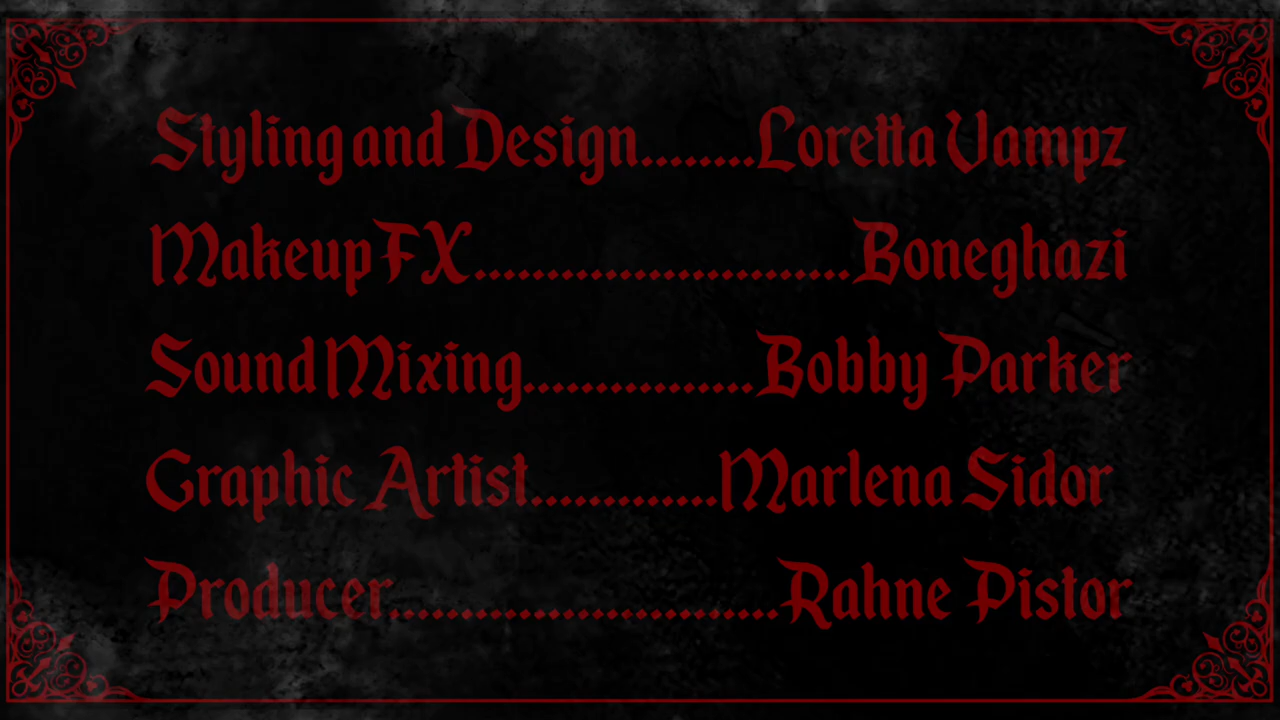 Styling and Design........Loretta Vampz
Makeup FX..........................Boneghazi
Sound Mixing................Bobby Parker
Graphic Artist.............Marlena Sidor
Producer...........................Rahne Pistor